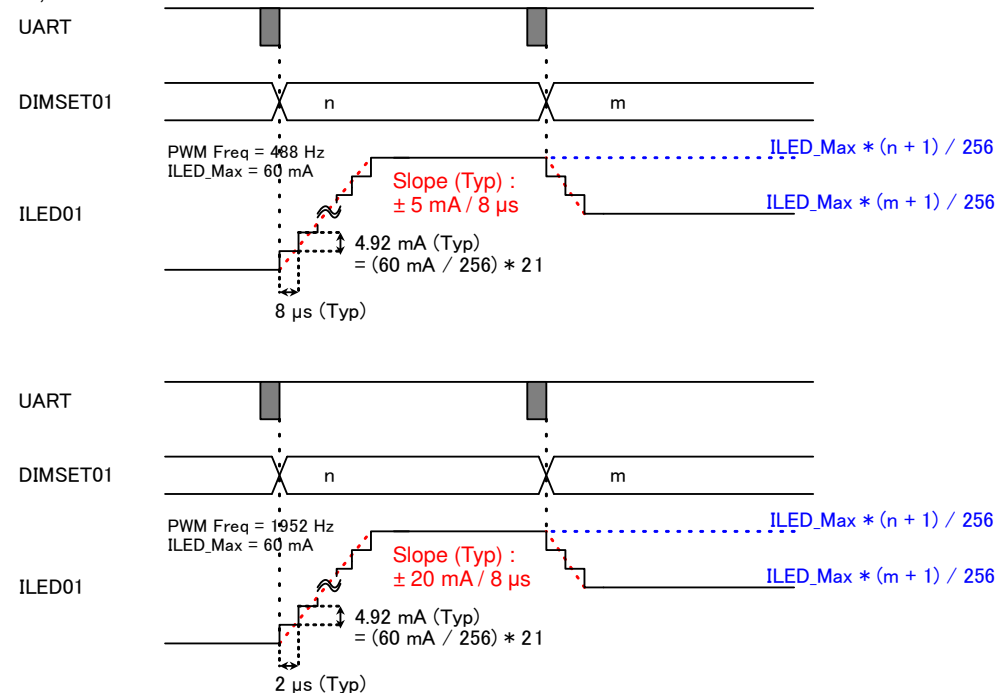 UART
DIMSET01
n
m
PWM Freq = 488 Hz
ILED_Max = 60 mA
ILED_Max * (n + 1) / 256
Slope (Typ) :
± 5 mA / 8 µs
ILED_Max * (m + 1) / 256
ILED01
4.92 mA (Typ)
= (60 mA / 256) * 21
8 µs (Typ)
UART
DIMSET01
n
m
PWM Freq = 1952 Hz
ILED_Max = 60 mA
ILED_Max * (n + 1) / 256
Slope (Typ) :
± 20 mA / 8 µs
ILED_Max * (m + 1) / 256
ILED01
4.92 mA (Typ)
= (60 mA / 256) * 21
2 µs (Typ)